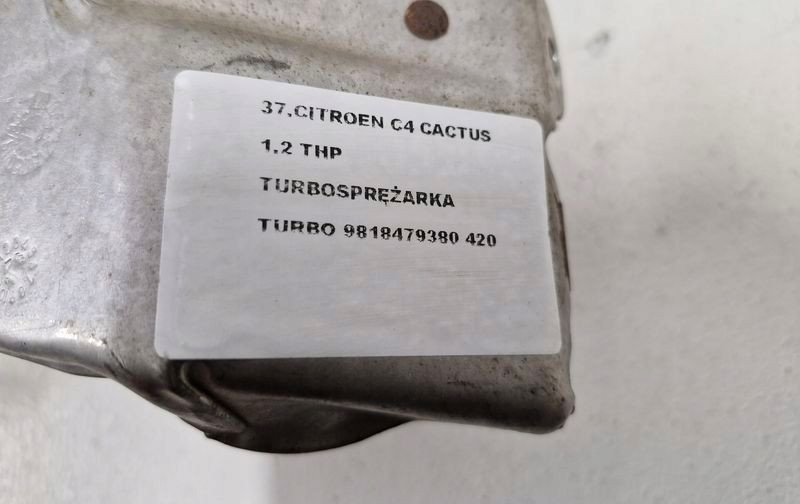 37.CITROEN C4 CACTUS
1.2 THP
TURBOSPRĘŻARKA
TURBO 9818479380 420